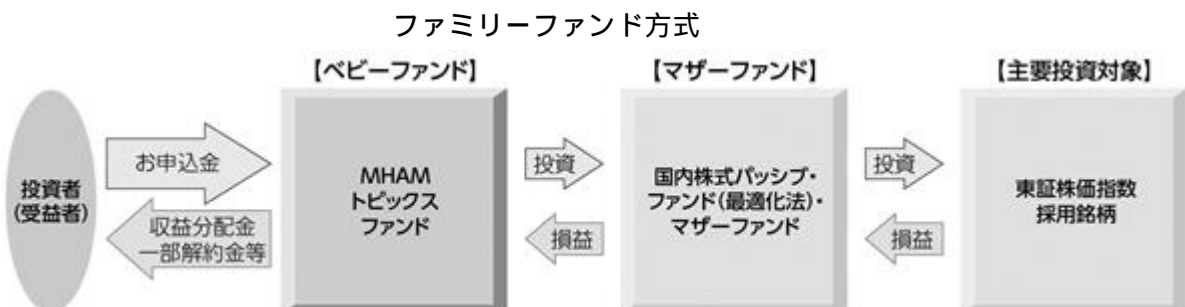 ファミリーファンド方式
【ベビーファンド】
【マザーファンド】
【主要投資対象】
投資者
(受益者)
お申込金
収益分配金
一部解約金等
MHAM
トピックス
ファンド
投資
損益
国内株式パッシブ・
ファンド(最適化法)・
マザーファンド
投資
損益
東証株価指数
採用銘柄